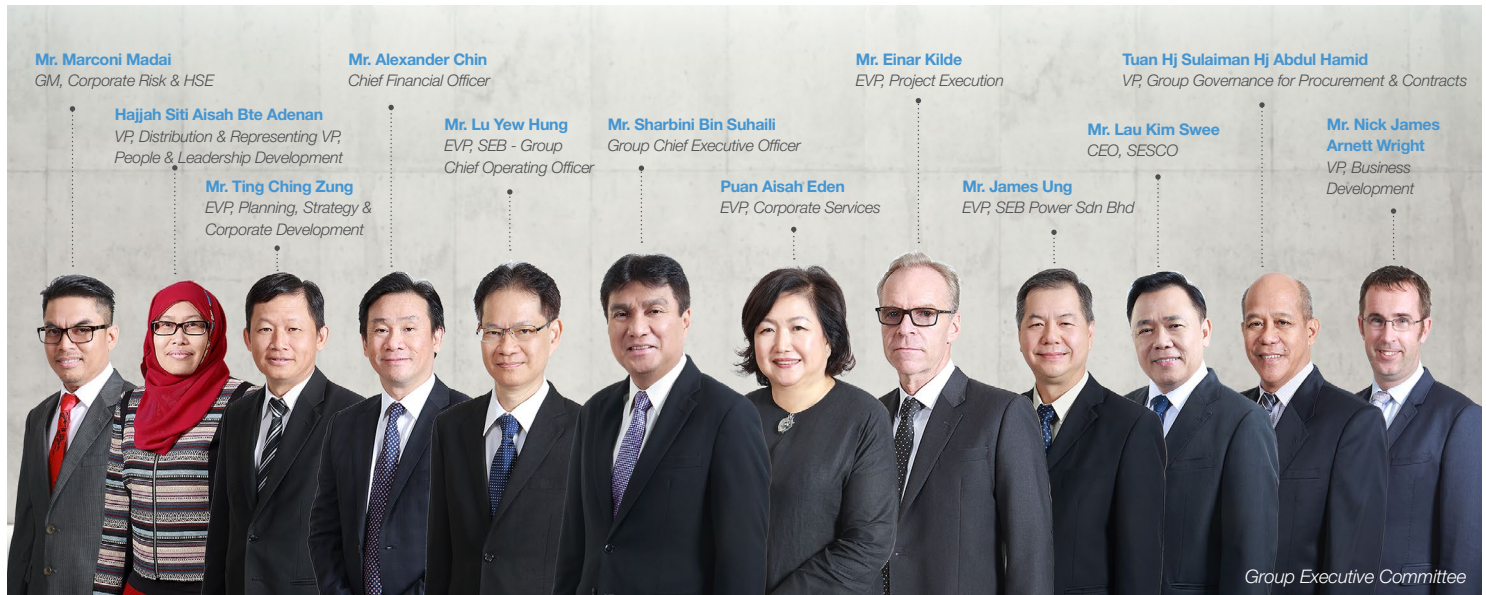 Mr. Marconi Madai
GM, Corporate Risk & HSE
Hajjah Siti Aisah Bte Adenan
VP, Distribution & Representing VP,
People & Leadership Development
Mr. Ting Ching Zung
EVP, Planning, Strategy &
Corporate Development
Mr. Alexander Chin
Chief Financial Officer
Mr. Lu Yew Hung
EVP, SEB - Group
Chief Operating Officer
Mr. Sharbini Bin Suhaili
Group Chief Executive Officer
Puan Aisah Eden
EVP, Corporate Services
Mr. Einar Kilde
EVP, Project Execution
Mr. James Ung
EVP, SEB Power Sdn Bhd
Mr. Lau Kim Swee
CEO, SESCO
Tuan Hj Sulaiman Hj Abdul Hamid
VP, Group Governance for Procurement & Contracts
Mr. Nick James
Arnett Wright
VP, Business
Development
Group Executive Committee